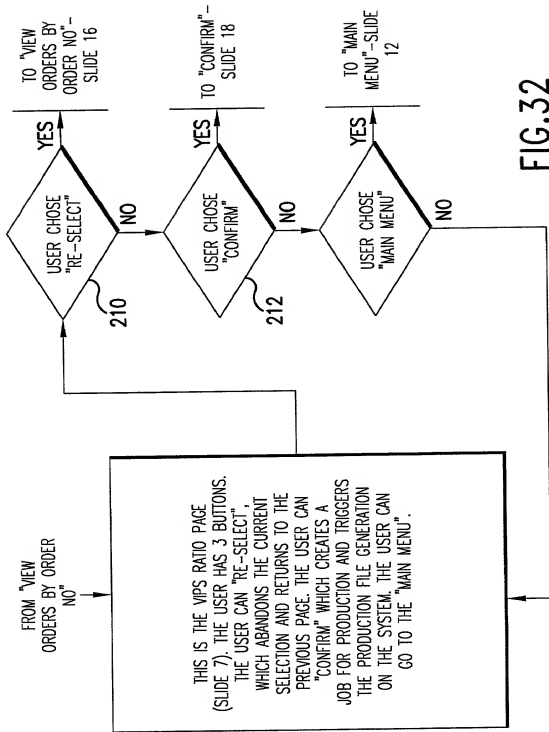 FROM "VIEW
ORDERS BY ORDER
NO"
THIS IS THE VIPS RATIO PAGE
(SLIDE 7). THE USER HAS 3 BUTTONS.
THE USER CAN "RE-SELECT",
WHICH ABANDONS THE CURRENT
SELECTION AND RETURNS TO THE
PREVIOUS PAGE. THE USER CAN
"CONFIRM" WHICH CREATES A
JOB FOR PRODUCTION AND TRIGGERS
THE PRODUCTION FILE GENERATION
ON THE SYSTEM. THE USER CAN
GO TO THE "MAIN MENU".
USER CHOSE
"RE-SELECT"
210
YES
NO
TO "VIEW
ORDERS BY
ORDER NO"-
SLIDE 16
USER CHOSE
"CONFIRM"
212
YES
NO
TO "CONFIRM"-
SLIDE 18
USER CHOSE
"MAIN MENU"
YES
NO
TO "MAIN
MENU"-SLIDE
12
FIG.32